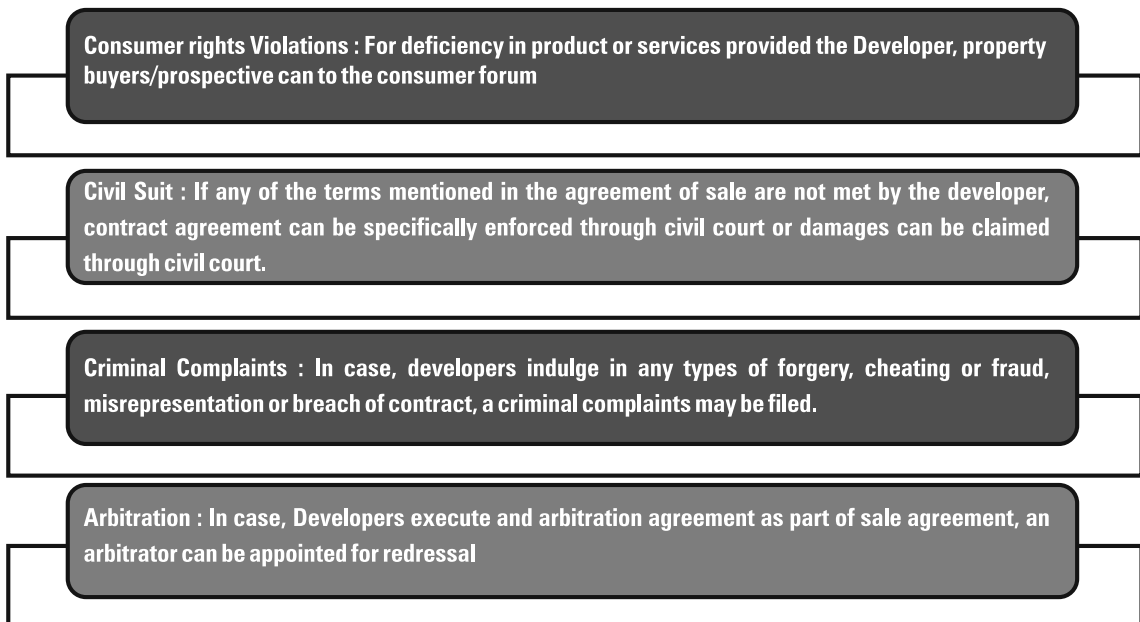 Consumer rights Violations : For deficiency in product or services provided the Developer, property
buyers/prospective can to the consumer forum
Civil Suit : If any of the terms mentioned in the agreement of sale are not met by the developer,
contract agreement can be specifically enforced through civil court or damages can be claimed
through civil court.
Criminal Complaints : In case, developers indulge in any types of forgery, cheating or fraud,
misrepresentation or breach of contract, a criminal complaints may be filed.
Arbitration : In case, Developers execute and arbitration agreement as part of sale agreement, an
arbitrator can be appointed for redressal